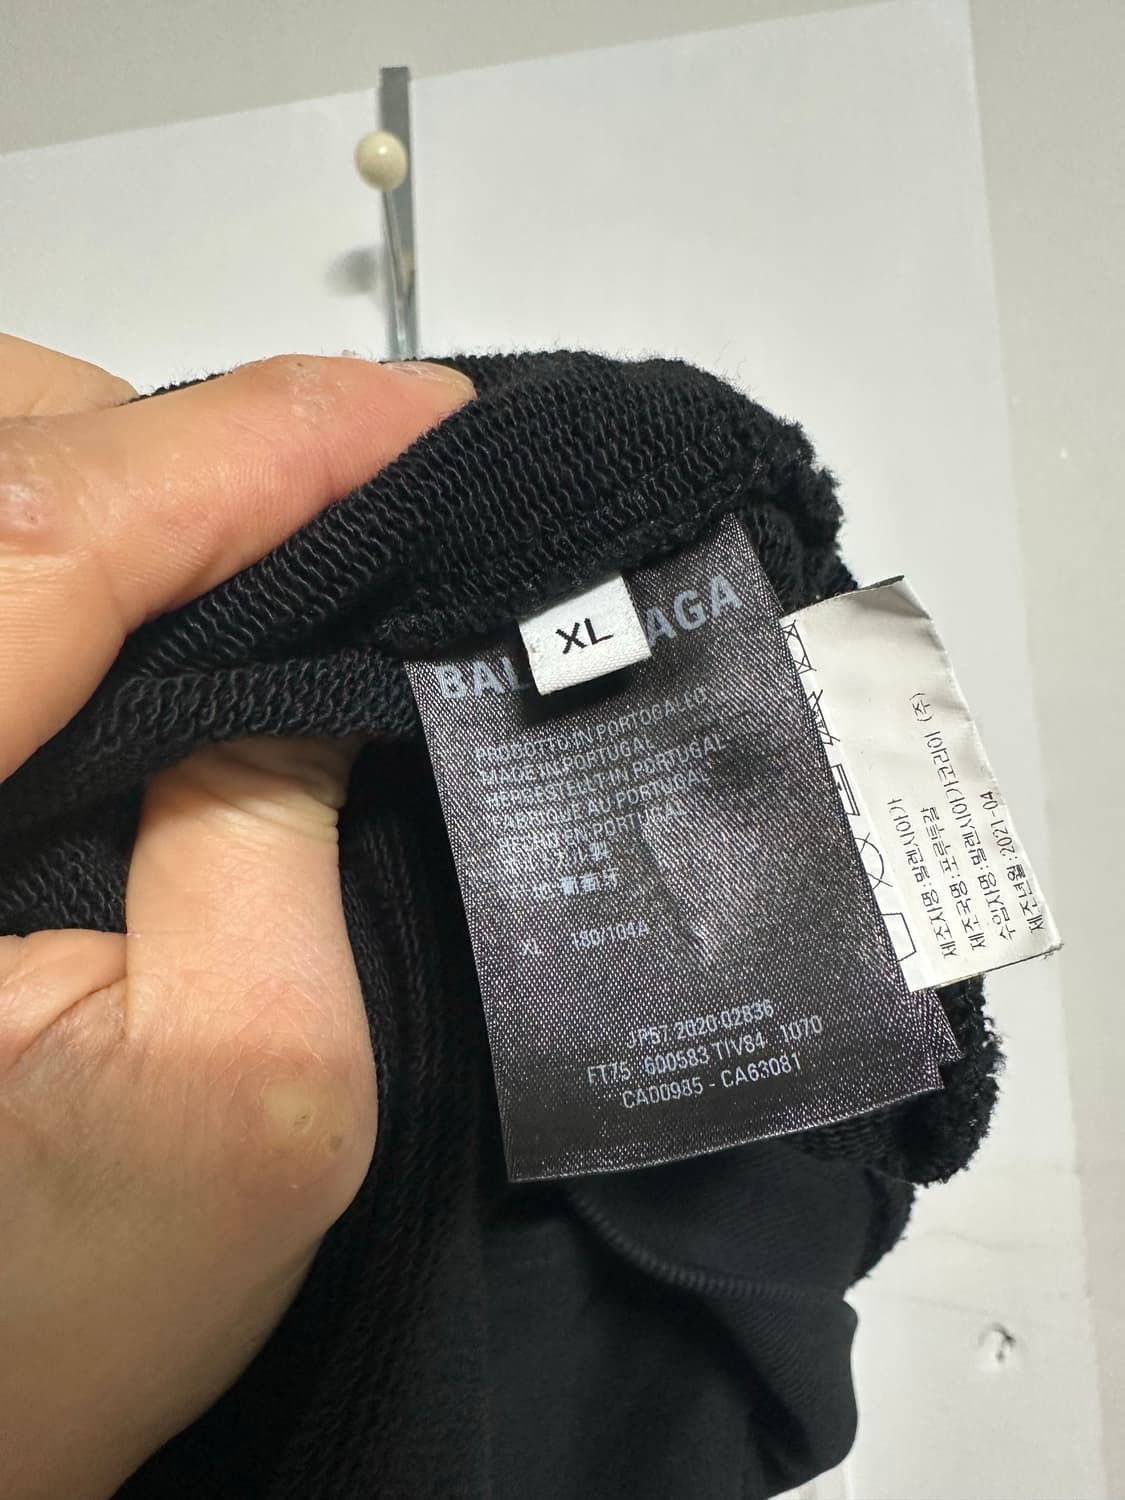 XL
BAL AGA
PRODOTTO IN PORTOGALLO
MADE IN PORTUGAL
HERGESTELLT IN PORTUGAL
FABRIQUE AU PORTUGAL
EN PORTUGAL
XL 180/104A
JP57 2020 02836
FT75 600583 TIV84 1070
CA00985 - CA63081
제조사명:발렌시아가
제조국명:포르투갈
수입자명:발렌시아가코리아 (주)
제조년월:2021-04